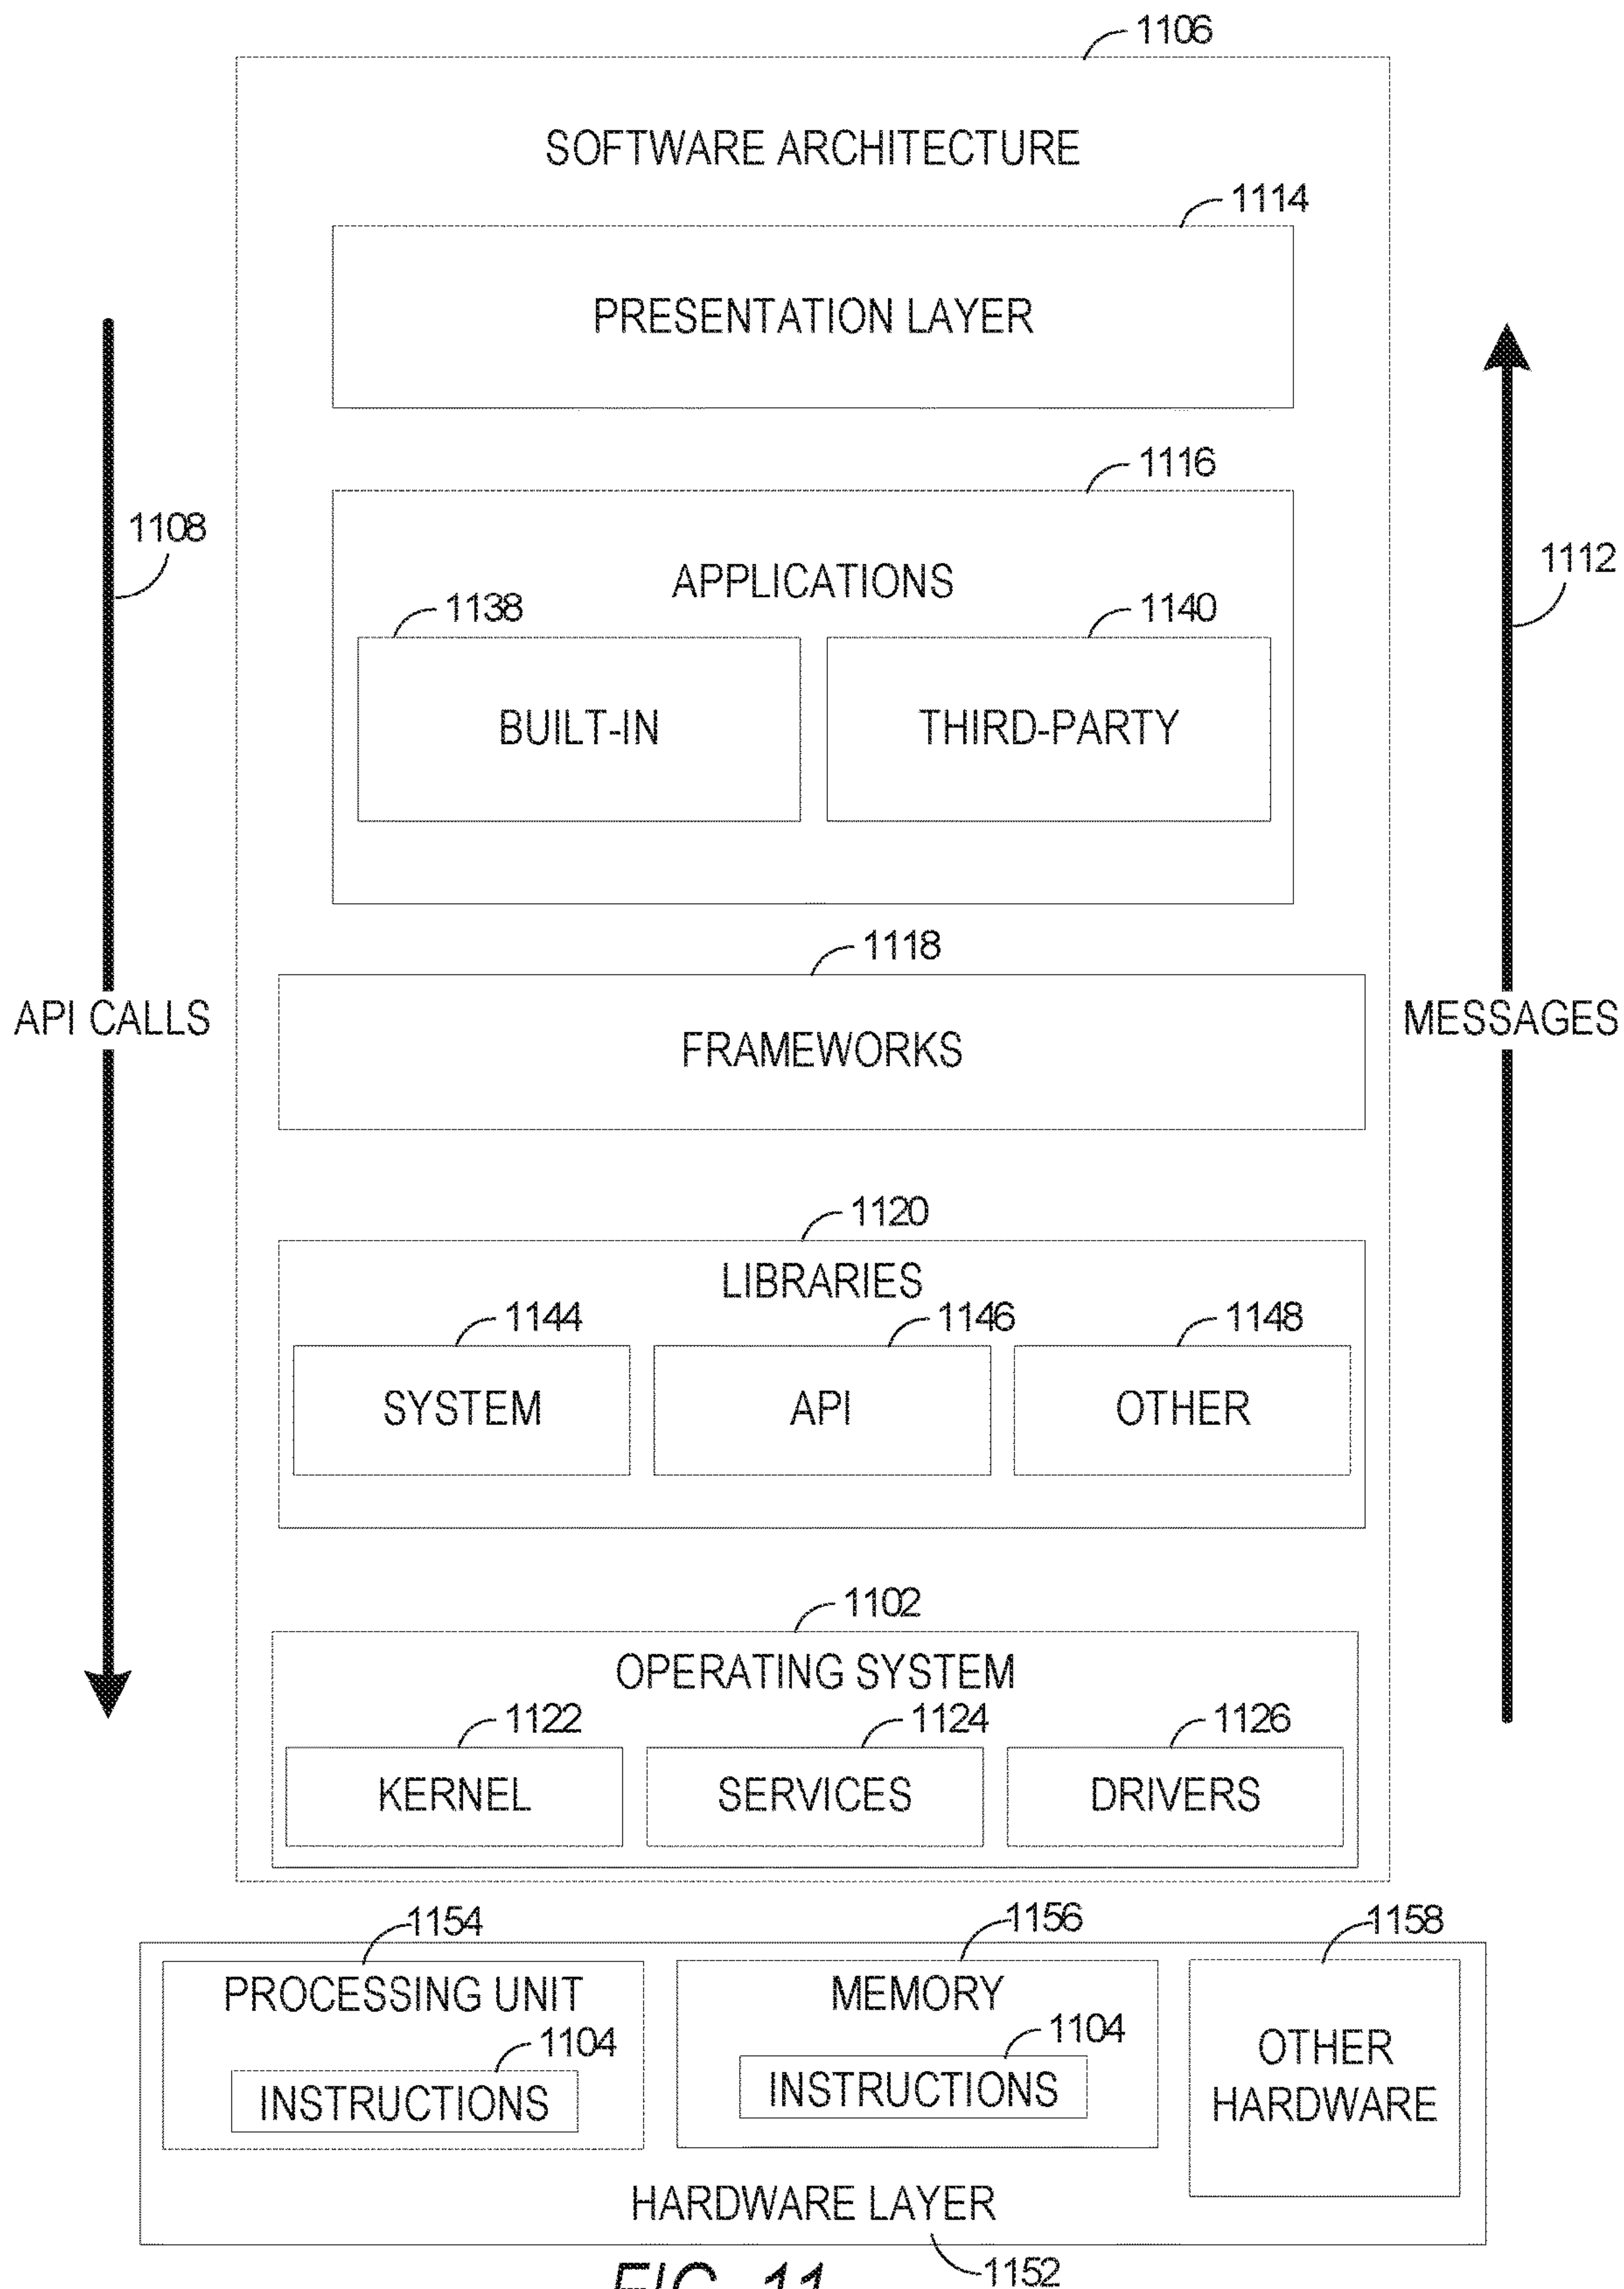 1106
SOFTWARE ARCHITECTURE
1114
PRESENTATION LAYER
1116
1108
1112
APPLICATIONS
1138
1140
BUILT-IN
THIRD-PARTY
1118
API CALLS
MESSAGES
FRAMEWORKS
1120
LIBRARIES
1144
1146
1148
SYSTEM
API
OTHER
1102
OPERATING SYSTEM
1122
1124
1126
KERNEL
SERVICES
DRIVERS
1154
1156
1158
PROCESSING UNIT
MEMORY
1104
1104
OTHER
HARDWARE
INSTRUCTIONS
INSTRUCTIONS
HARDWARE LAYER
1152
FIG. 11